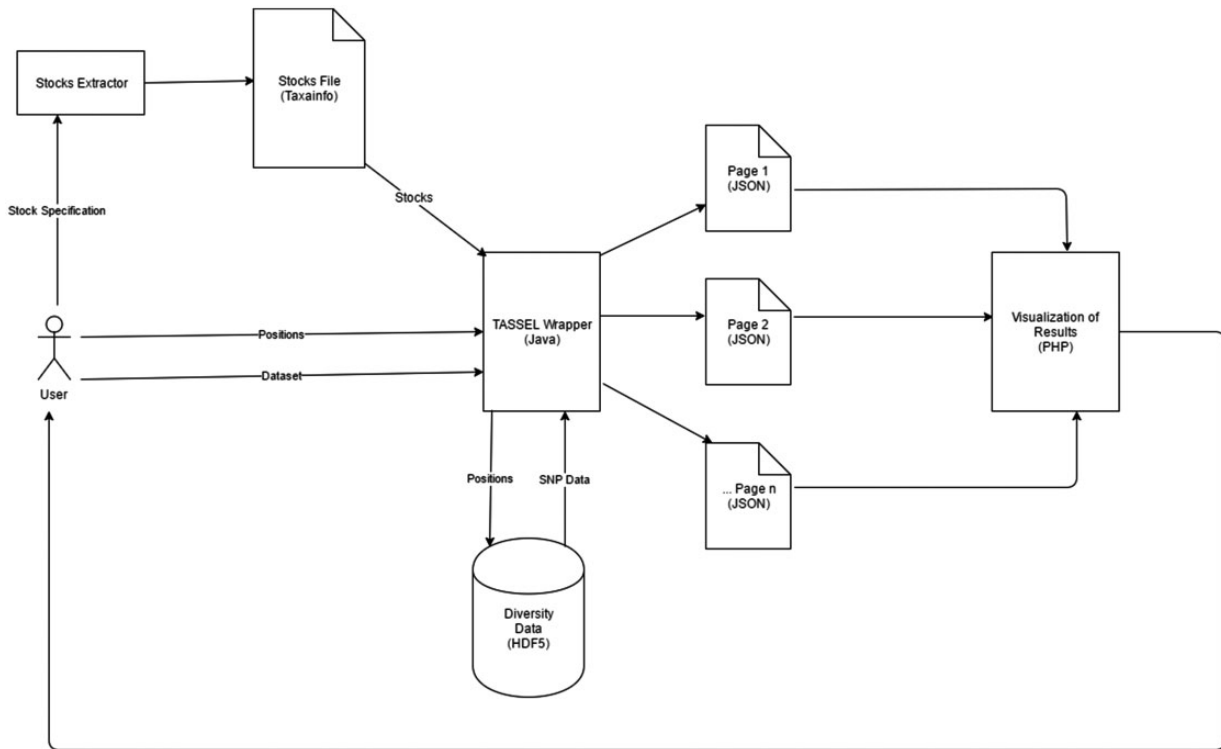 Stocks Extractor
Stocks File
(Taxainfo)
Stock Specification
Stocks
Page 1
(JSON)
User
Positions
Dataset
TASSEL Wrapper
(Java)
Page 2
(JSON)
Visualization of
Results
(PHP)
Positions
SNP Data
... Page n
(JSON)
Diversity
Data
(HDF5)